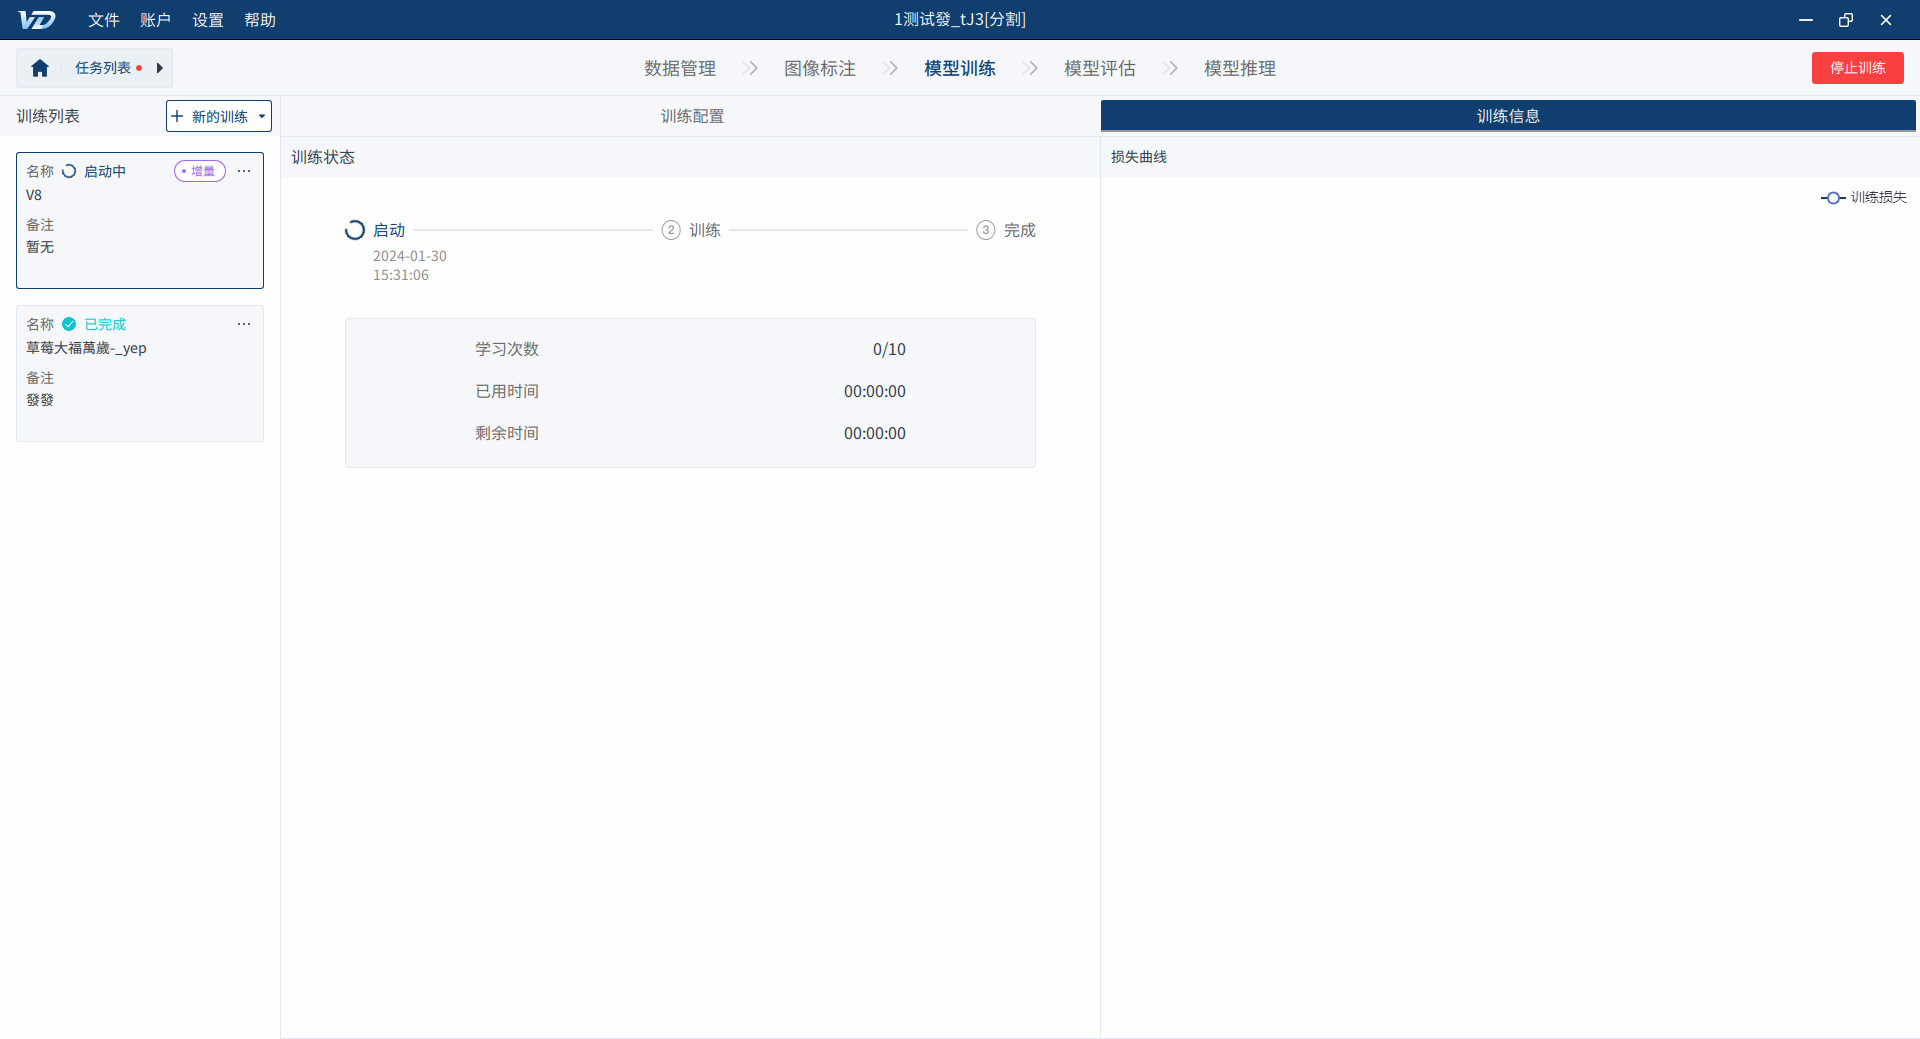 VD 文件 账户 设置 帮助 1测试發_tJ3[分割]
任务列表 数据管理 图像标注 模型训练 模型评估 模型推理 停止训练
训练列表 新的训练 训练配置 训练信息
训练状态 损失曲线
名称 启动中 增量
V8
备注
暂无
名称 已完成
草莓大福萬歲-_yep
备注
發發
启动 2 训练 3 完成
2024-01-30
15:31:06
学习次数 0/10
已用时间 00:00:00
剩余时间 00:00:00
训练损失